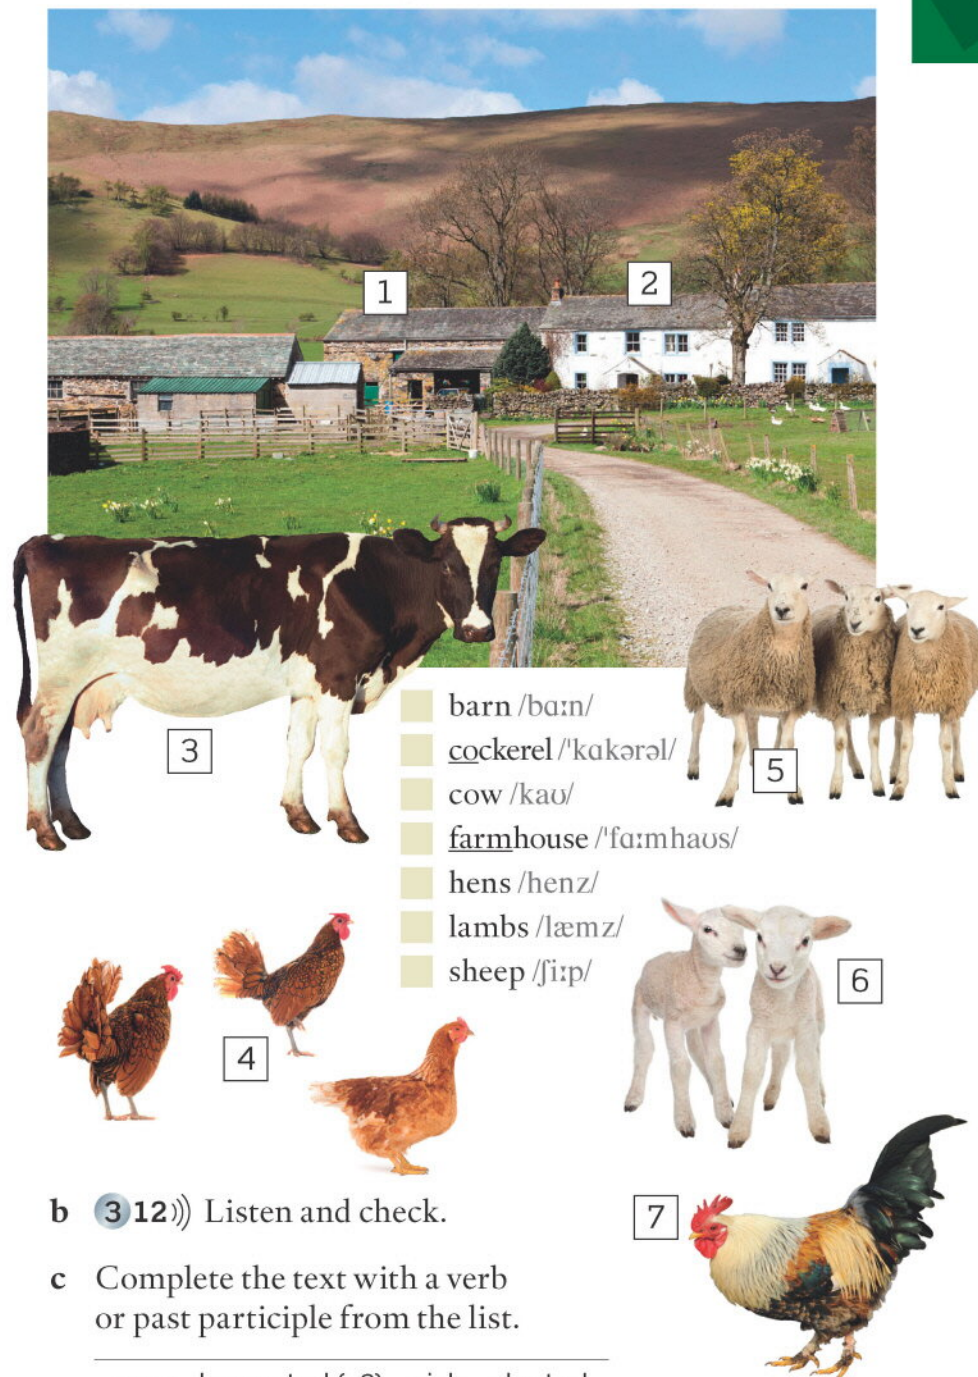 1
2
3
barn /bɑːn/
cockerel /ˈkɑkərəl/
cow /kaʊ/
farmhouse /ˈfɑːmhaʊs/
hens /henz/
lambs /læmz/
sheep /ʃiːp/
5
4
6
b 3 12 Listen and check.
7
c Complete the text with a verb
or past participle from the list.